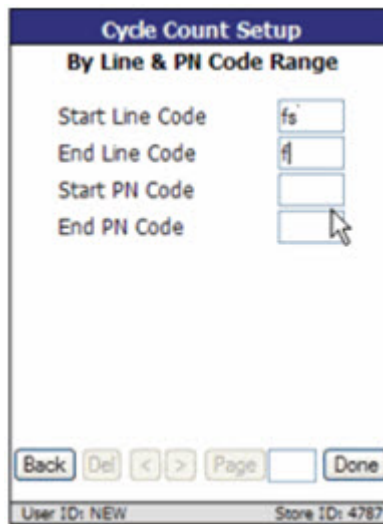 Cycle Count Setup
By Line & PN Code Range
Start Line Code fs
End Line Code f
Start PN Code
End PN Code
Back Del < > Page Done
User ID: NEW Store ID: 4787